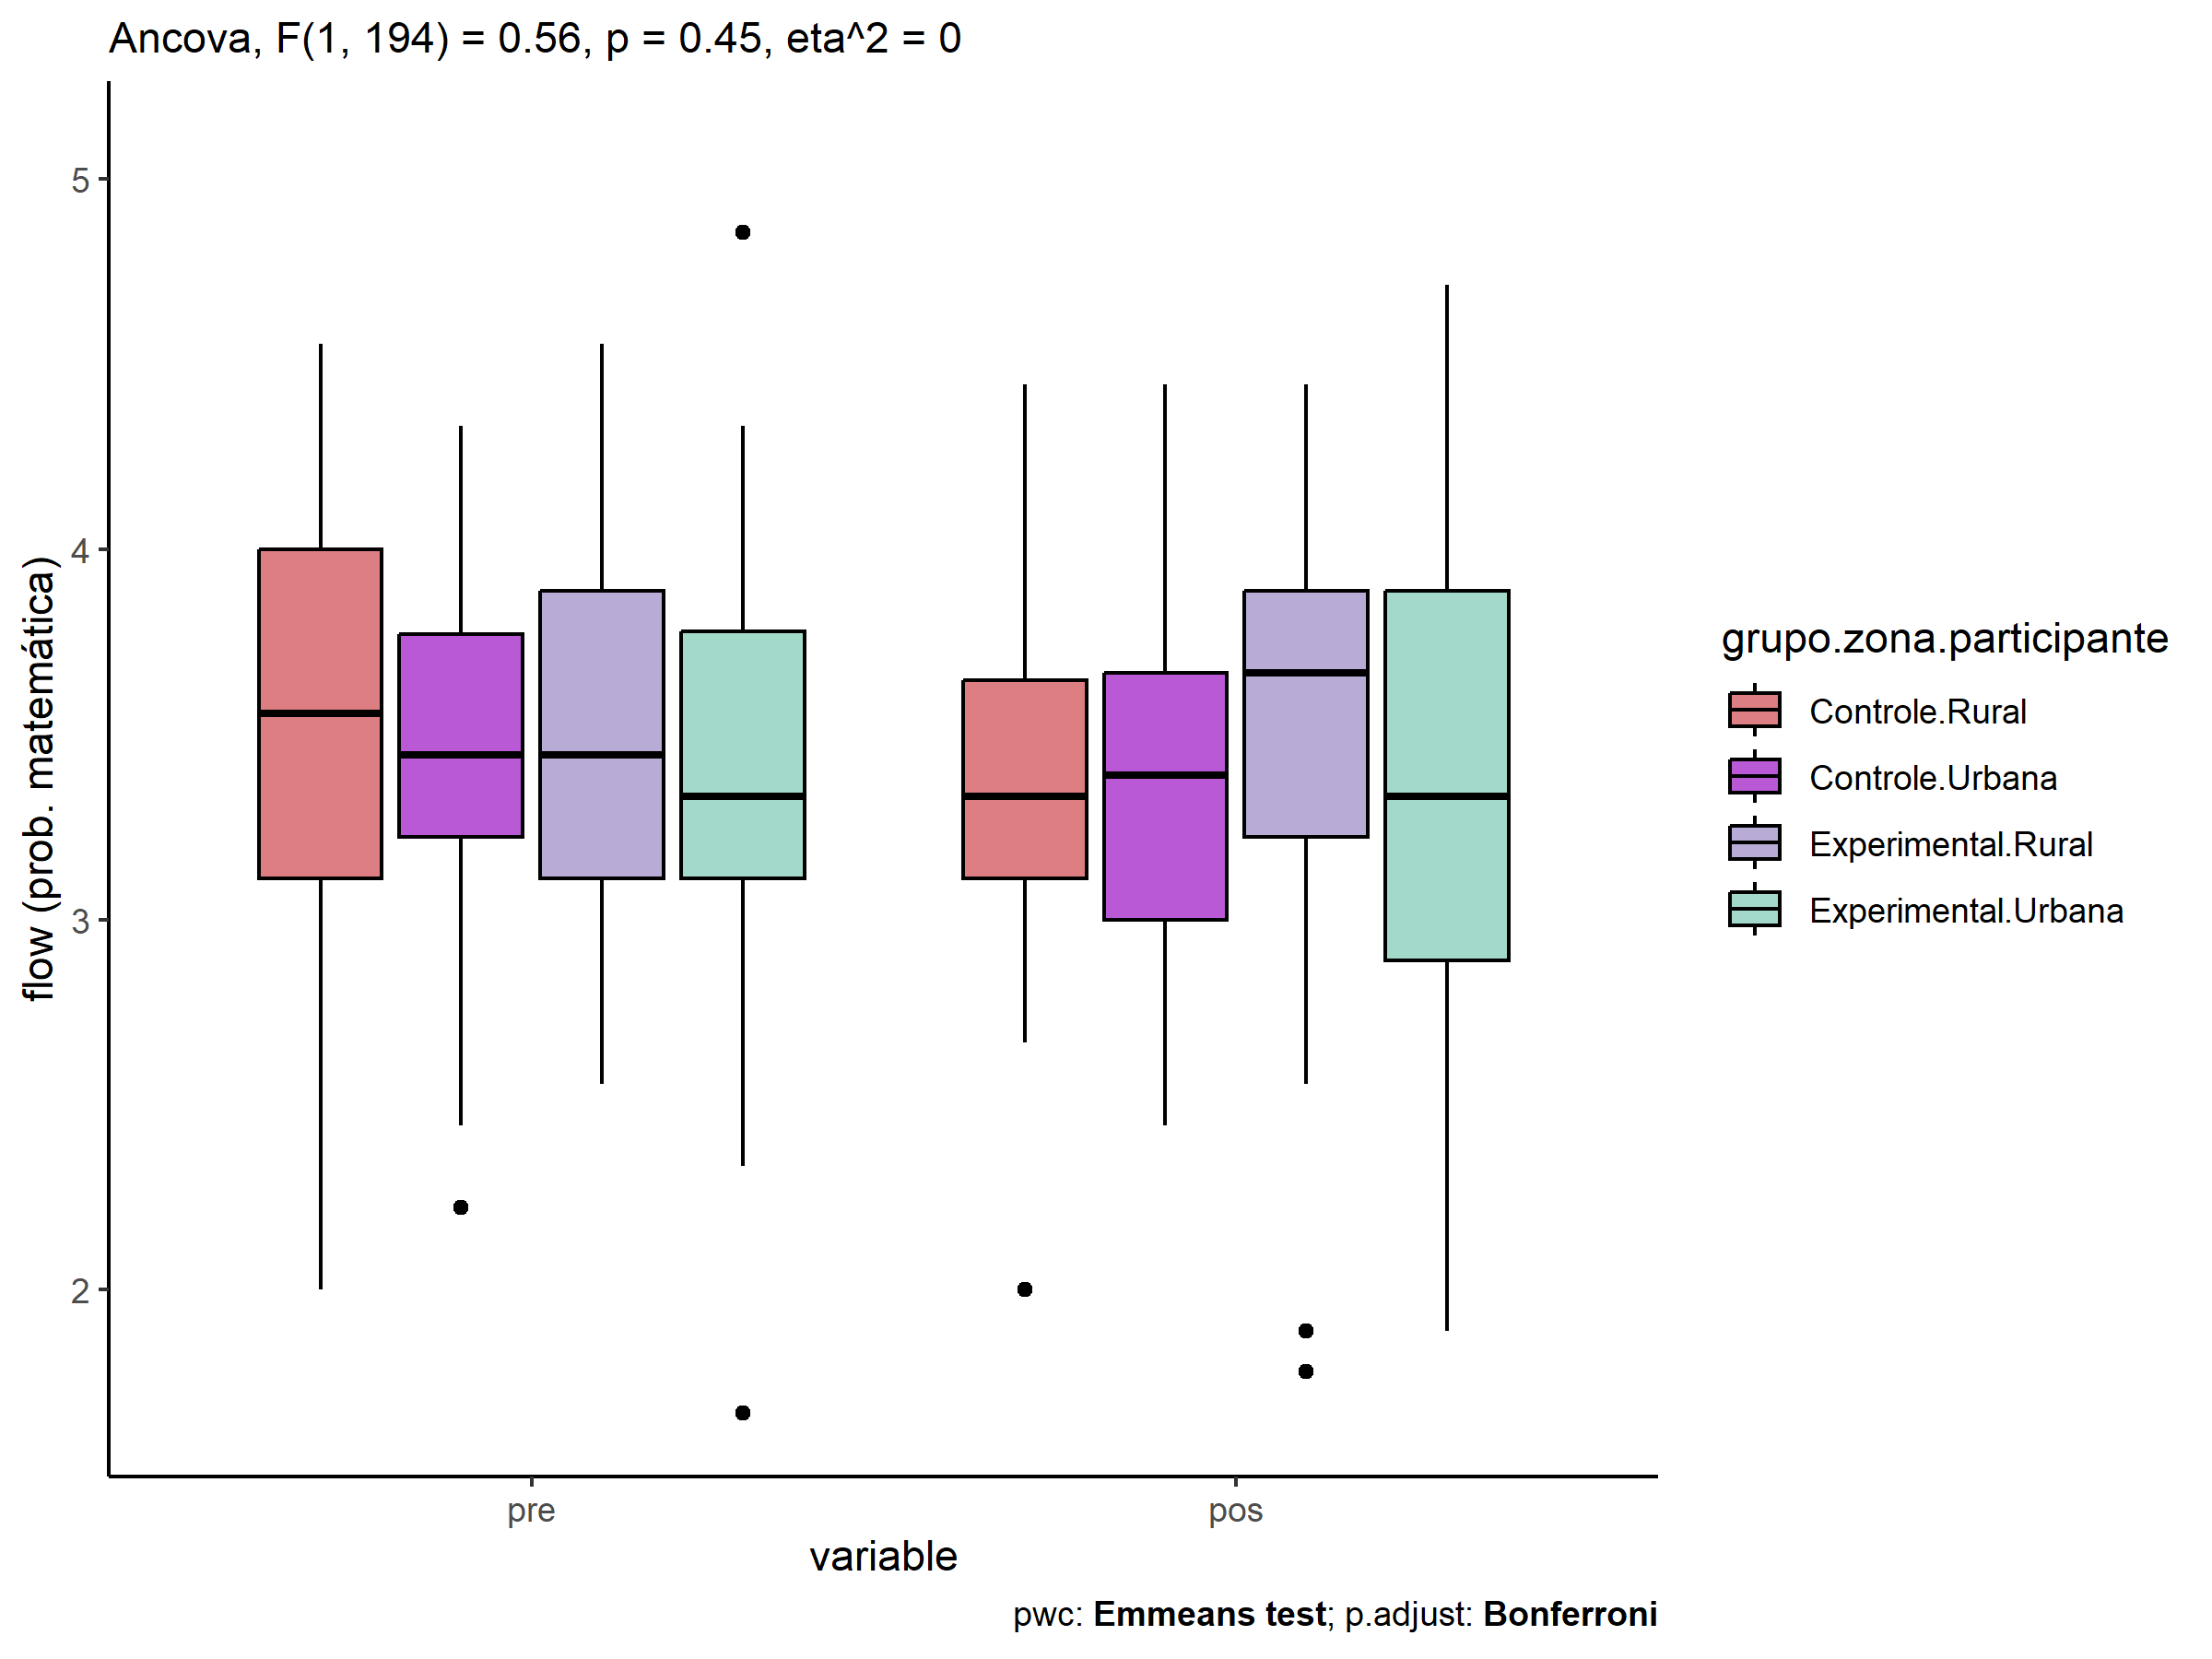 Ancova, F(1, 194) = 0.56, p = 0.45, eta^2 = 0
flow (prob. matemática)
5
4
3
2
pre
pos
variable
grupo.zona.participante
Controle.Rural
Controle.Urbana
Experimental.Rural
Experimental.Urbana
pwc: Emmeans test; p.adjust: Bonferroni